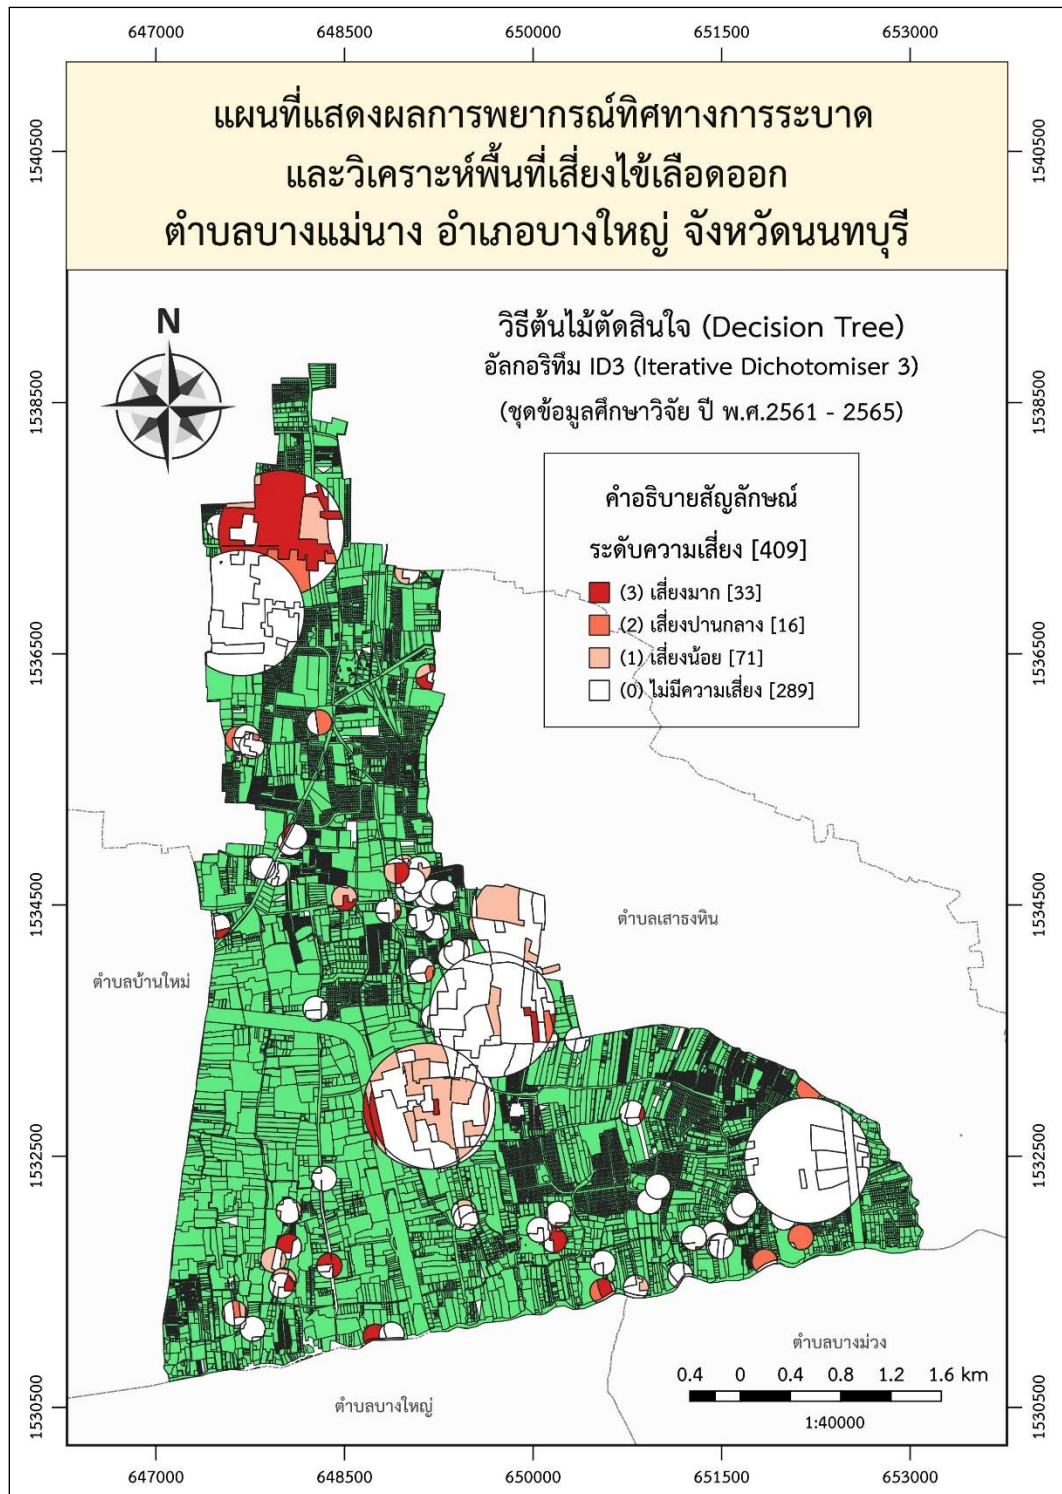 647000 648500 650000 651500 653000
แผนที่แสดงผลการพยากรณ์ทิศทางการระบาด
และวิเคราะห์พื้นที่เสี่ยงไข้เลือดออก
ตำบลบางแม่นาง อำเภอบางใหญ่ จังหวัดนนทบุรี
1540500 1540500
N
วิธีต้นไม้ตัดสินใจ (Decision Tree)
อัลกอริทึม ID3 (Iterative Dichotomiser 3)
(ชุดข้อมูลศึกษาวิจัย ปี พ.ศ.2561 - 2565)
1538500 1538500
คำอธิบายสัญลักษณ์
ระดับความเสี่ยง [409]
(3) เสี่ยงมาก [33]
(2) เสี่ยงปานกลาง [16]
(1) เสี่ยงน้อย [71]
(0) ไม่มีความเสี่ยง [289]
1536500 1536500
1534500 1534500
ตำบลเสาธงหิน
ตำบลบ้านใหม่
1532500 1532500
ตำบลบางม่วง
0.4 0 0.4 0.8 1.2 1.6 km
1:40000
ตำบลบางใหญ่
1530500 1530500
647000 648500 650000 651500 653000